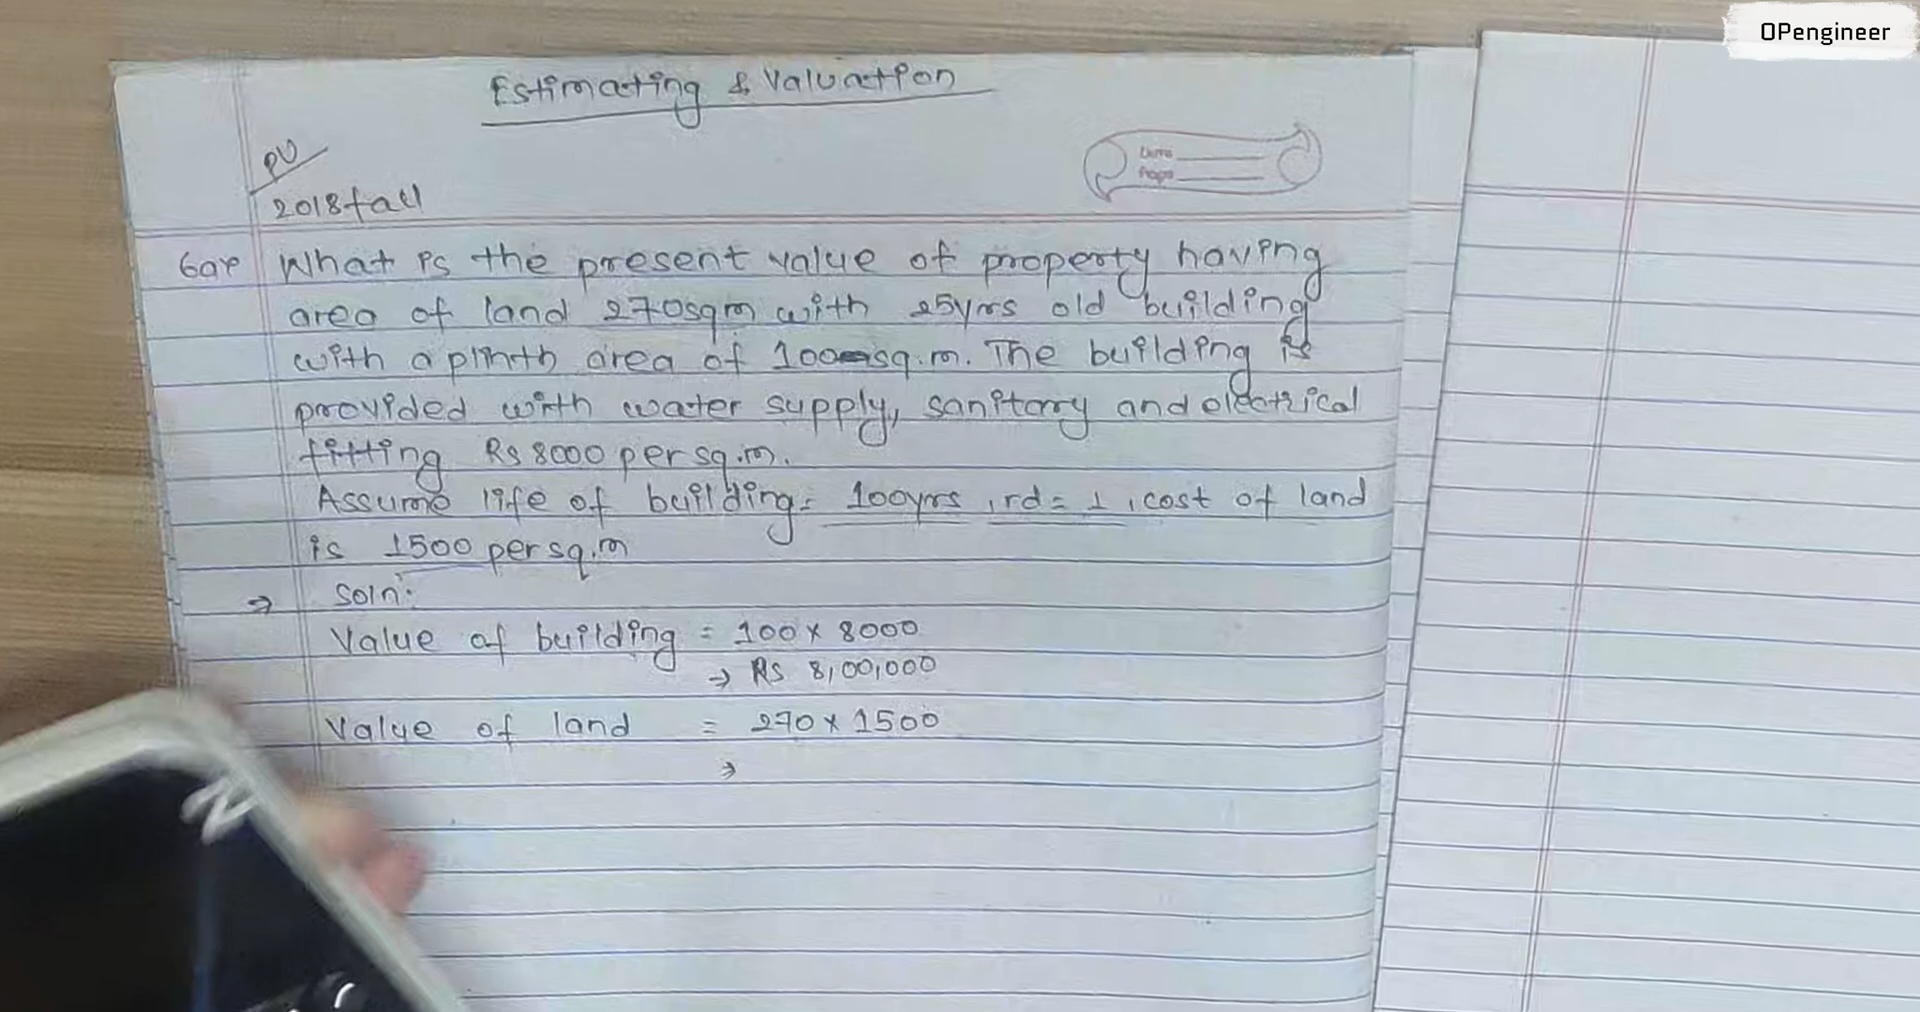 OPengineer
Estimating & Valuation
PU
2018 fall
What is the present value of property having
area of land 270sqm with 25yrs old building
with a plinth area of 100 sq.m. The building is
provided with water supply, sanitary and electrical
fitting Rs 8000 per sq.m.
Assume life of building = 100yrs , rd = 1 , cost of land
is 1500 per sq.m
→ Soln:
Value of building = 100 x 8000
→ Rs 8,00,000
Value of land = 270 x 1500
→